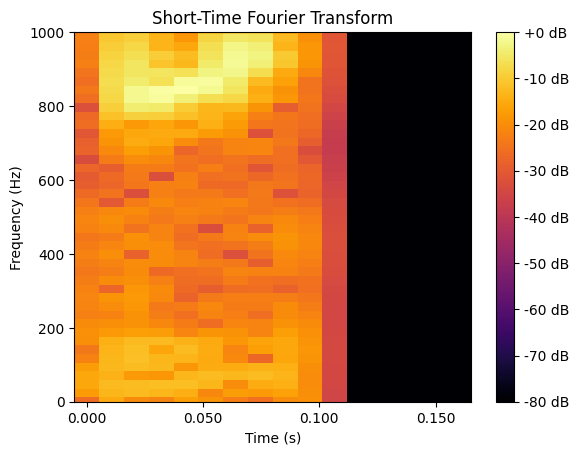 Short-Time Fourier Transform
+0 dB
1000
-10 dB
800
-20 dB
-30 dB
600
Frequency (Hz)
-40 dB
400
-50 dB
-60 dB
200
-70 dB
0
-80 dB
0.000 0.050 0.100 0.150
Time (s)